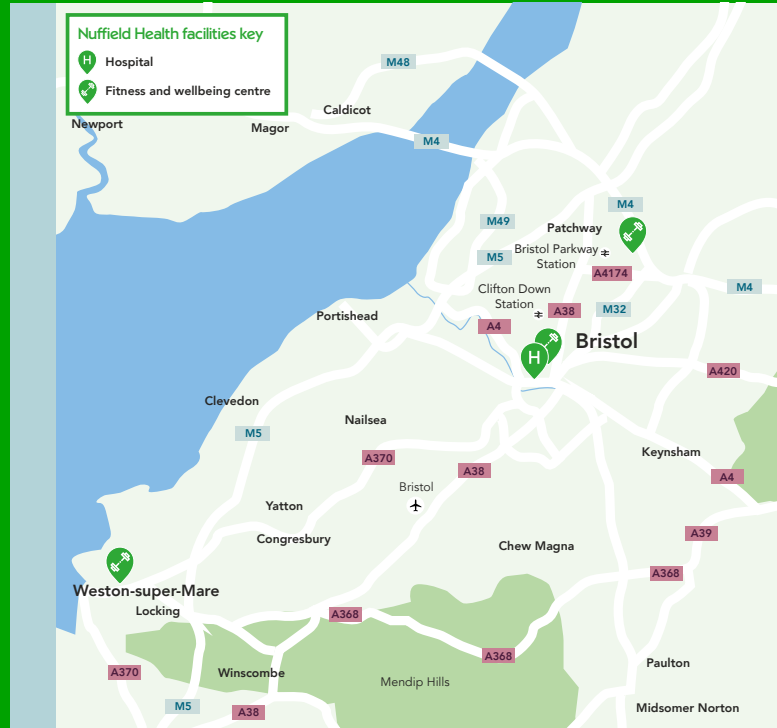 Nuffield Health facilities key
H
Hospital
Fitness and wellbeing centre
M48
Caldicot
Newport
Magor
M4
M4
M49
Patchway
Bristol Parkway
Station
M5
A4174
M4
Clifton Down
Station
A38
M32
Portishead
A4
Bristol
H
A420
Clevedon
Nailsea
M5
Keynsham
A370
A38
A4
Bristol
Yatton
A39
Congresbury
Chew Magna
A368
Weston-super-Mare
Locking
A368
A368
Paulton
A370
Winscombe
Mendip Hills
M5
A38
Midsomer Norton